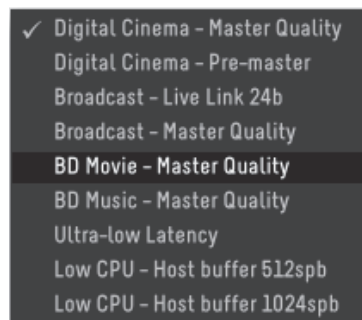 ✓ Digital Cinema - Master Quality
Digital Cinema - Pre-master
Broadcast - Live Link 24b
Broadcast - Master Quality
BD Movie - Master Quality
BD Music - Master Quality
Ultra-low Latency
Low CPU - Host buffer 512spb
Low CPU - Host buffer 1024spb